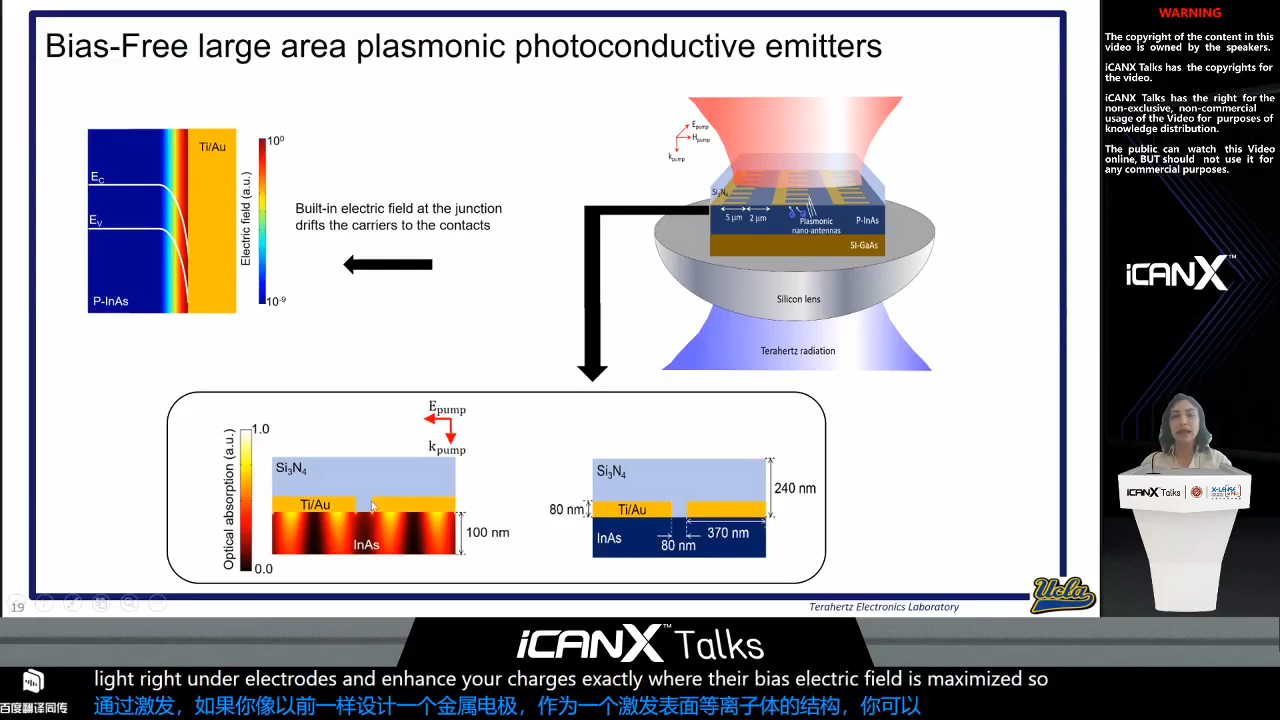 Bias-Free large area plasmonic photoconductive emitters
Ti/Au
E_C
E_V
P-InAs
10⁰
Electric field (a.u.)
10⁻⁹
Built-in electric field at the junction
drifts the carriers to the contacts
E_pump
H_pump
k_pump
Si₃N₄
5 μm
2 μm
Plasmonic
nano-antennas
P-InAs
SI-GaAs
Silicon lens
Terahertz radiation
E_pump
k_pump
1.0
Optical absorption (a.u.)
0.0
Si₃N₄
Ti/Au
InAs
100 nm
Si₃N₄
Ti/Au
InAs
80 nm
80 nm
370 nm
240 nm
19
Terahertz Electronics Laboratory
Ucla
WARNING
The copyright of the content in this
video is owned by the speakers.
iCANX Talks has the copyrights for
the video.
iCANX Talks has the right for the
non-exclusive, non-commercial
usage of the Video for purposes of
knowledge distribution.
The public can watch this Video
online, BUT should not use it for
any commercial purposes.
iCANX™
iCANX Talks
iCANX™ Talks
light right under electrodes and enhance your charges exactly where their bias electric field is maximized so
通过激发，如果你像以前一样设计一个金属电极，作为一个激发表面等离子体的结构，你可以
百度翻译同传